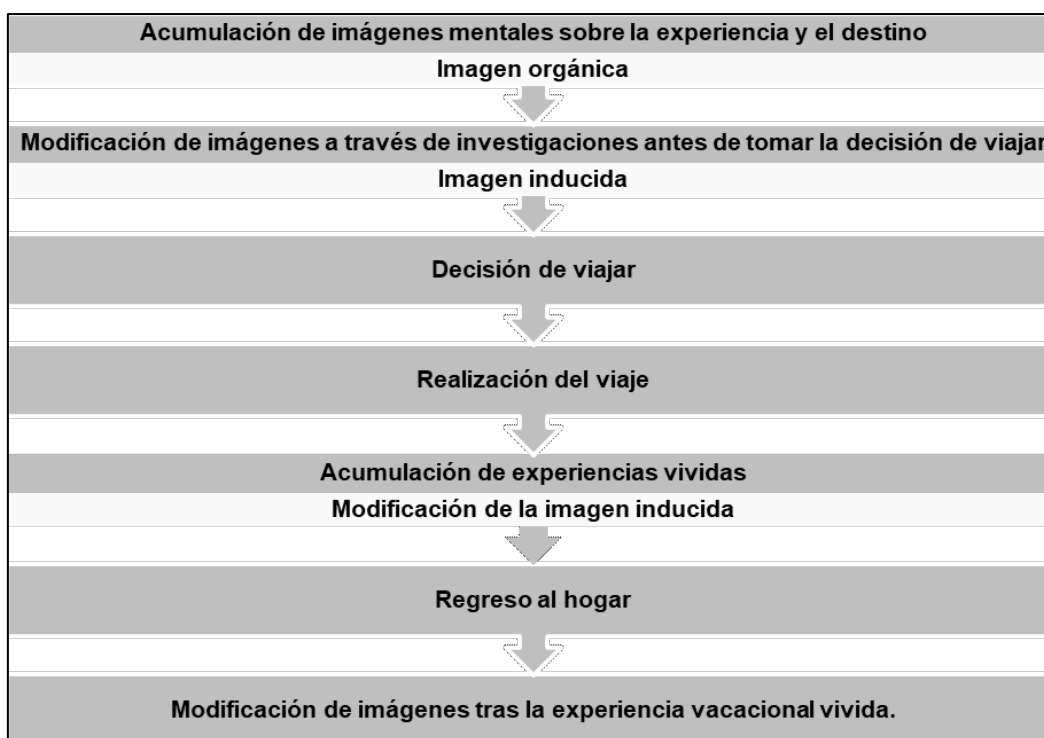 Acumulación de imágenes mentales sobre la experiencia y el destino
Imagen orgánica
Modificación de imágenes a través de investigaciones antes de tomar la decisión de viajar
Imagen inducida
Decisión de viajar
Realización del viaje
Acumulación de experiencias vividas
Modificación de la imagen inducida
Regreso al hogar
Modificación de imágenes tras la experiencia vacacional vivida.